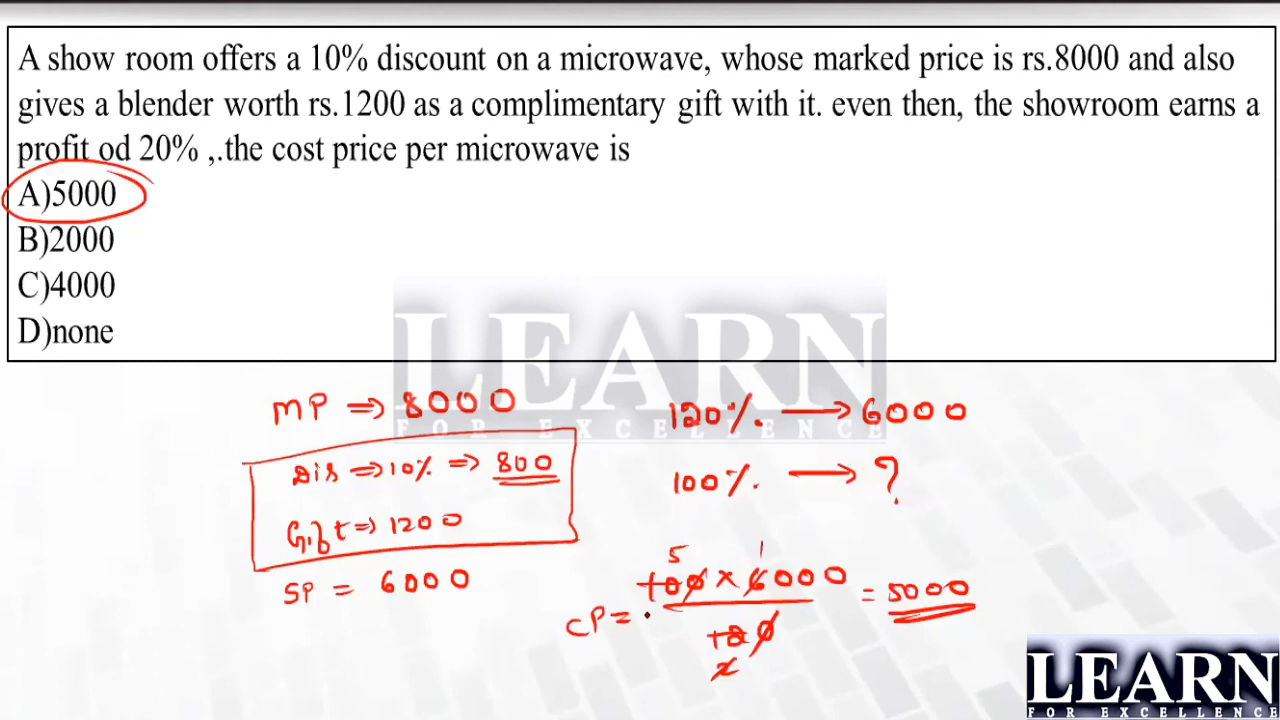 A show room offers a 10% discount on a microwave, whose marked price is rs.8000 and also
gives a blender worth rs.1200 as a complimentary gift with it. even then, the showroom earns a
profit od 20% ,.the cost price per microwave is
A)5000
B)2000
C)4000
D)none
LEARN
FOR EXCELLENCE
MP ⇒ 8000
Dis ⇒ 10% ⇒ 800
Gift ⇒ 1200
SP = 6000
120% → 6000
100% → ?
5 1
CP = 100 × 6000 = 5000
120
LEARN
FOR EXCELLENCE